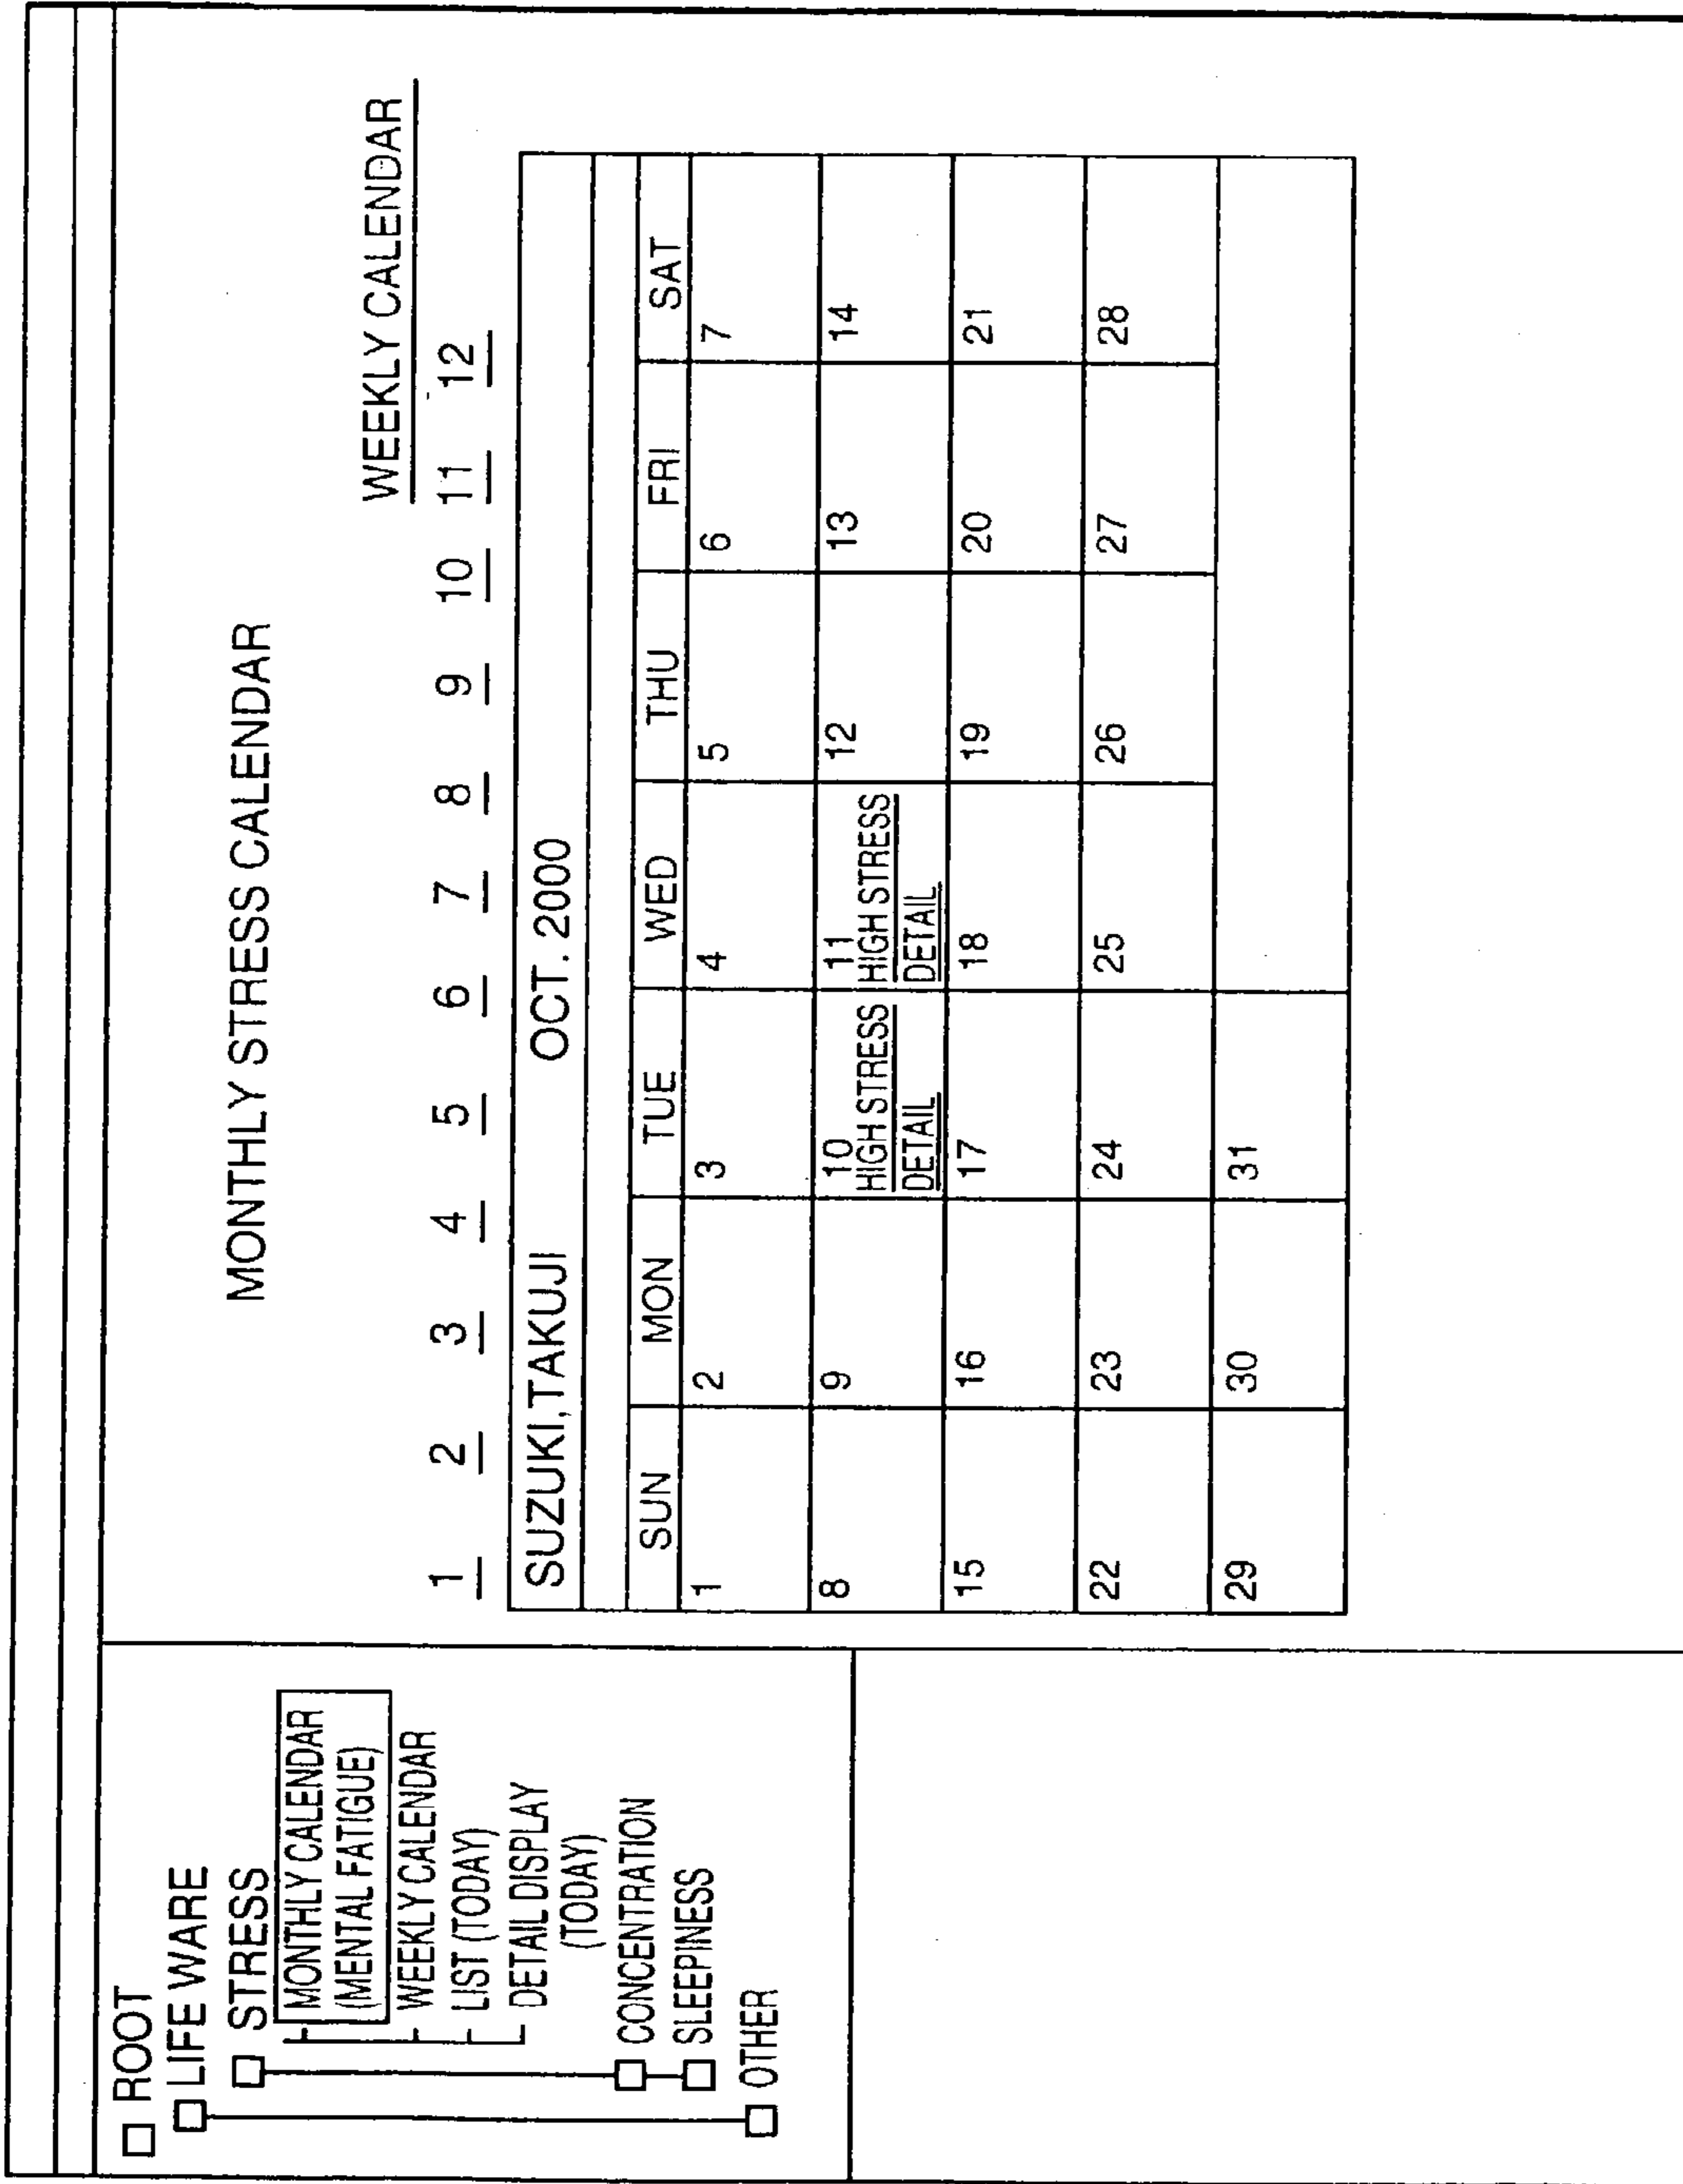 ROOT
LIFE WARE
STRESS
MONTHLY CALENDAR
(MENTAL FATIGUE)
WEEKLY CALENDAR
LIST (TODAY)
DETAIL DISPLAY
(TODAY)
CONCENTRATION
SLEEPINESS
OTHER
MONTHLY STRESS CALENDAR
WEEKLY CALENDAR
1 2 3 4 5 6 7 8 9 10 11 12
SUZUKI,TAKUJI OCT. 2000
SUN MON TUE WED THU FRI SAT
1 2 3 4 5 6 7
8 9 10 11 12 13 14
HIGH STRESS HIGH STRESS
DETAIL DETAIL
15 16 17 18 19 20 21
22 23 24 25 26 27 28
29 30 31